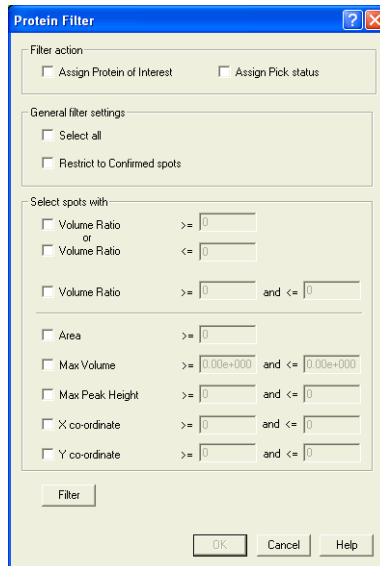 Protein Filter
Filter action
Assign Protein of Interest Assign Pick status
General filter settings
Select all
Restrict to Confirmed spots
Select spots with
Volume Ratio >= 0
or
Volume Ratio <= 0
Volume Ratio >= 0 and <= 0
Area >= 0
Max Volume >= 0.00e+000 and <= 0.00e+000
Max Peak Height >= 0 and <= 0
X co-ordinate >= 0 and <= 0
Y co-ordinate >= 0 and <= 0
Filter
OK Cancel Help